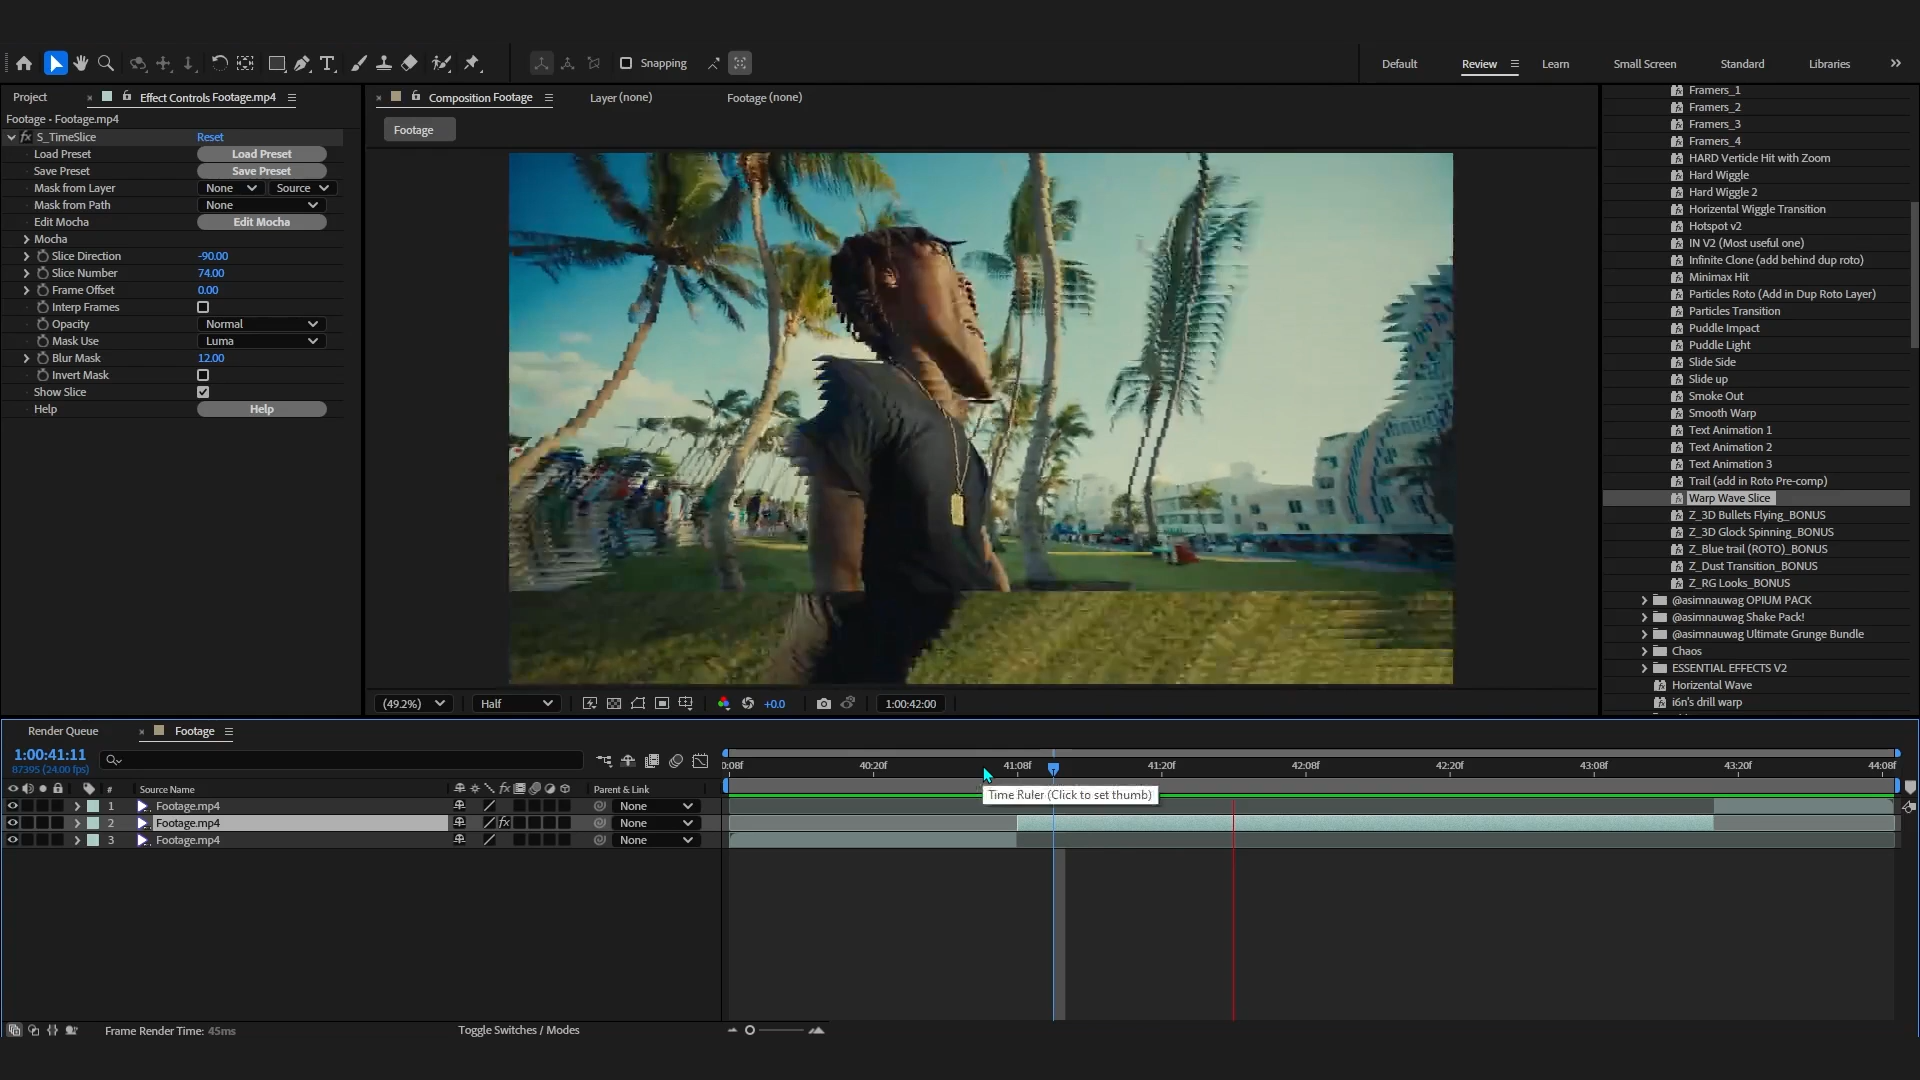 Snapping
Default
Review
Learn
Small Screen
Standard
Libraries
Project
Effect Controls Footage.mp4
Composition Footage
Layer (none)
Footage (none)
Footage - Footage.mp4
Footage
fx S_TimeSlice Reset
Load Preset Load Preset
Save Preset Save Preset
Mask from Layer None Source
Mask from Path None
Edit Mocha Edit Mocha
Mocha
Slice Direction -90.00
Slice Number 74.00
Frame Offset 0.00
Interp Frames
Opacity Normal
Mask Use Luma
Blur Mask 12.00
Invert Mask
Show Slice
Help Help
Framers_1
Framers_2
Framers_3
Framers_4
HARD Verticle Hit with Zoom
Hard Wiggle
Hard Wiggle 2
Horizental Wiggle Transition
Hotspot v2
IN V2 (Most useful one)
Infinite Clone (add behind dup roto)
Minimax Hit
Particles Roto (Add in Dup Roto Layer)
Particles Transition
Puddle Impact
Puddle Light
Slide Side
Slide up
Smoke Out
Smooth Warp
Text Animation 1
Text Animation 2
Text Animation 3
Trail (add in Roto Pre-comp)
Warp Wave Slice
Z_3D Bullets Flying_BONUS
Z_3D Glock Spinning_BONUS
Z_Blue trail (ROTO)_BONUS
Z_Dust Transition_BONUS
Z_RG Looks_BONUS
@asimnauwag OPIUM PACK
@asimnauwag Shake Pack!
@asimnauwag Ultimate Grunge Bundle
Chaos
ESSENTIAL EFFECTS V2
Horizontal Wave
i6n's drill warp
(49.2%) Half +0.0 1:00:42:00
Render Queue
Footage
1:00:41:11
87395 (24.00 fps)
0:08f 40:20f 41:08f 41:20f 42:08f 42:20f 43:08f 43:20f 44:08f
# Source Name fx Parent & Link
Time Ruler (Click to set thumb)
1 Footage.mp4 None
2 Footage.mp4 fx None
3 Footage.mp4 None
Frame Render Time: 45ms
Toggle Switches / Modes